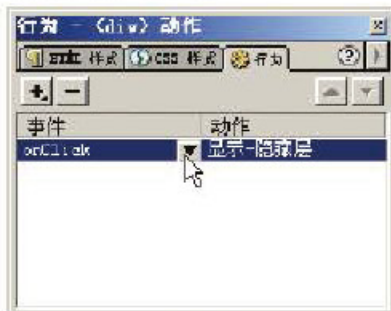 行为 - <div> 动作
HTML 样式 CSS 样式 行为
事件 动作
onClick 显示-隐藏层